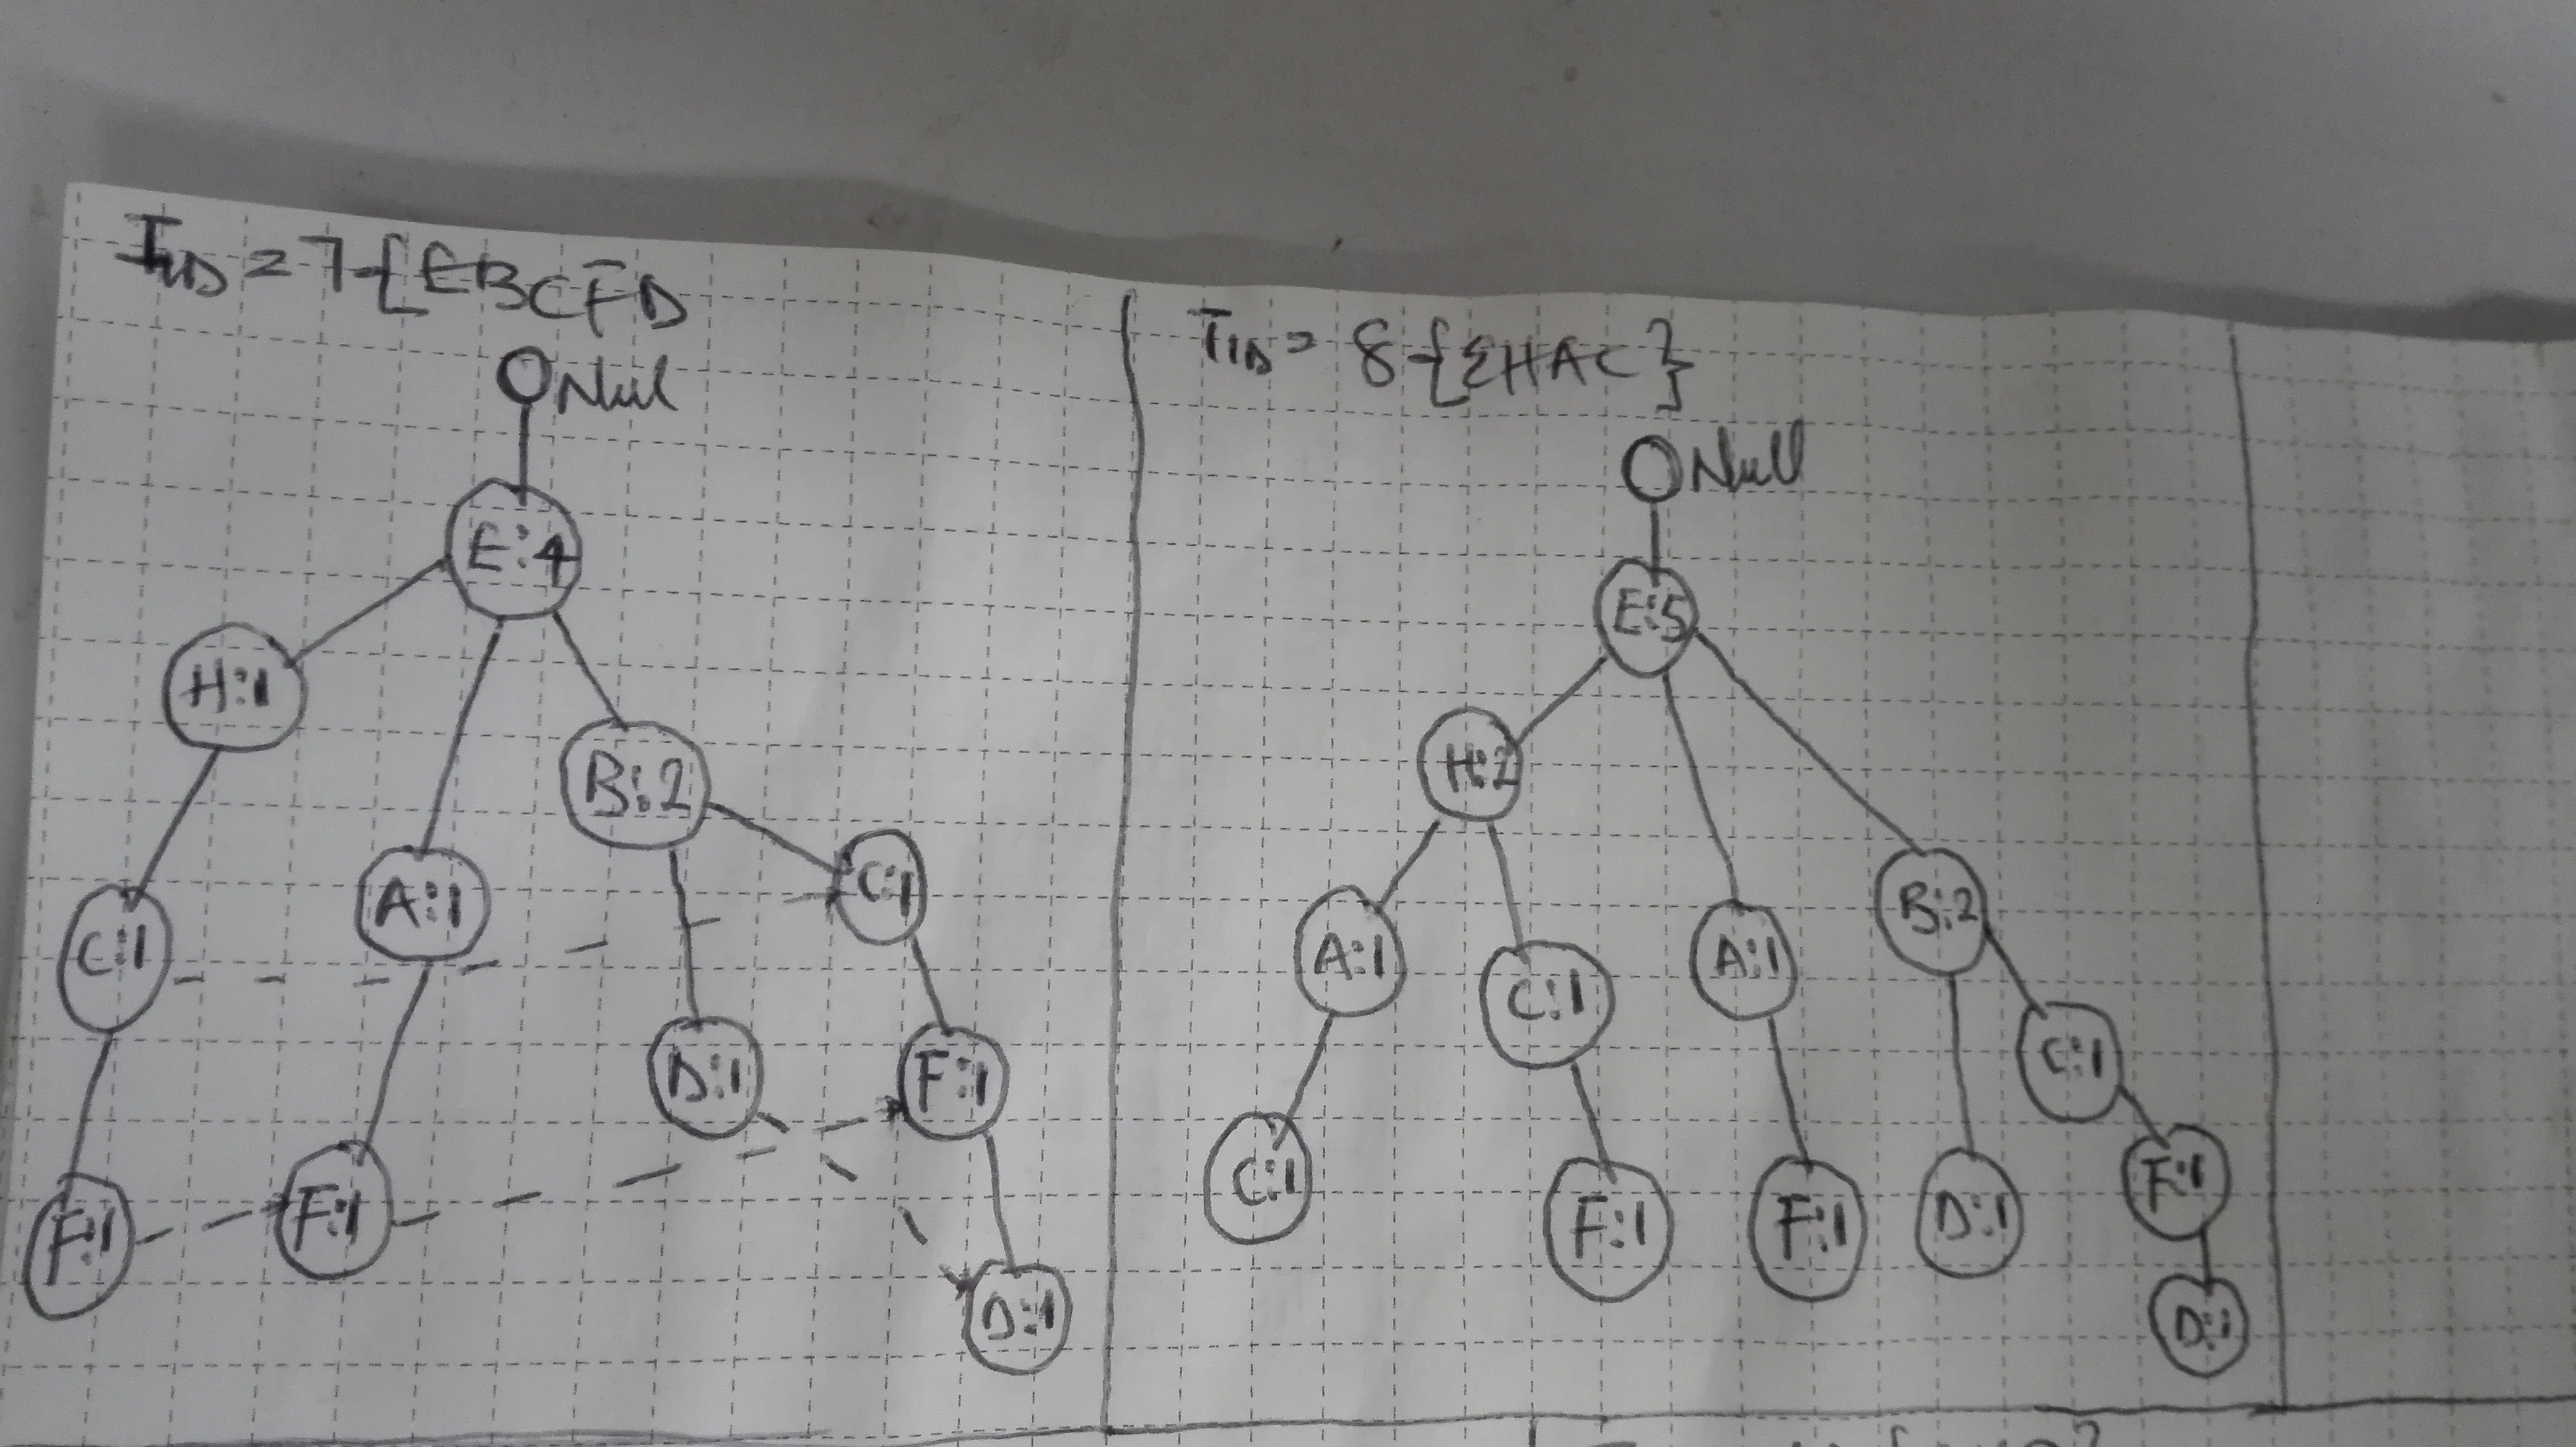 TID = 7{EBCFD
Null
E:4
H:1
B:2
C:1
A:1
C:1
D:1
F:1
F:1
F:1
D:1
TID = 8{EHAC}
Null
E:5
H:2
B:2
A:1
A:1
C:1
C:1
C:1
F:1
F:1
F:1
D:1
D:1